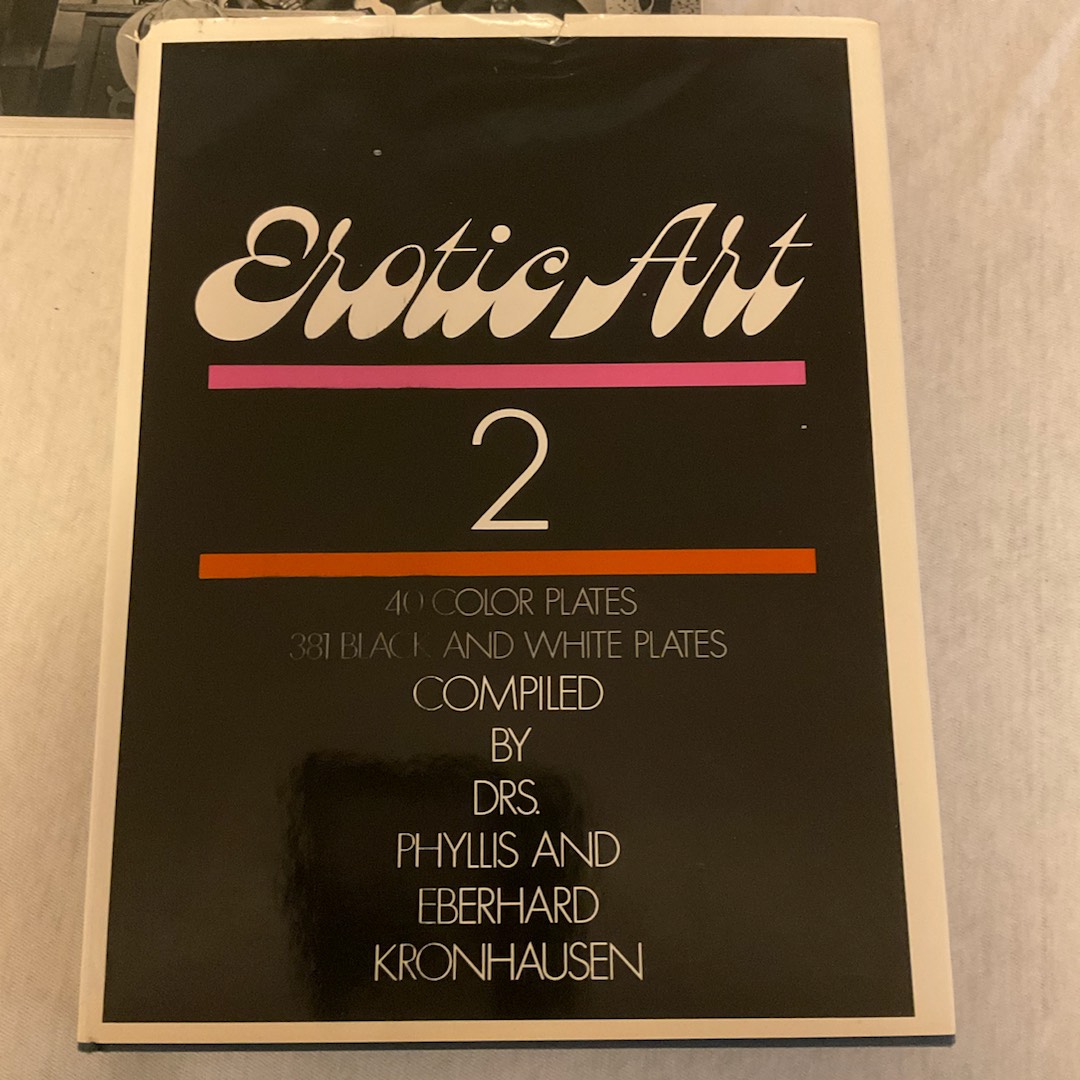 Erotic Art
2
40 COLOR PLATES
381 BLACK AND WHITE PLATES
COMPILED
BY
DRS.
PHYLLIS AND
EBERHARD
KRONHAUSEN